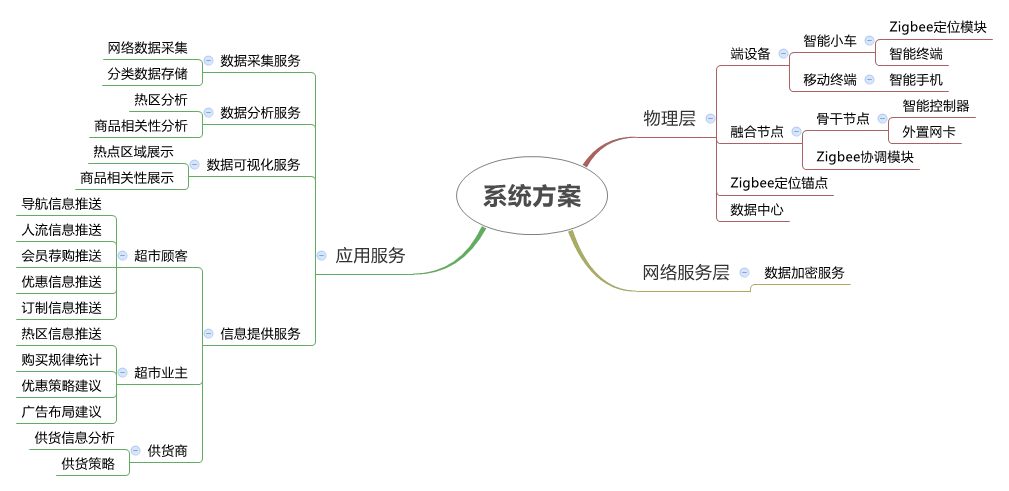 系统方案
物理层
端设备
智能小车
Zigbee定位模块
智能终端
移动终端
智能手机
融合节点
骨干节点
智能控制器
外置网卡
Zigbee协调模块
Zigbee定位锚点
数据中心
网络服务层
数据加密服务
应用服务
数据采集服务
网络数据采集
分类数据存储
数据分析服务
热区分析
商品相关性分析
数据可视化服务
热点区域展示
商品相关性展示
信息提供服务
超市顾客
导航信息推送
人流信息推送
会员荐购推送
优惠信息推送
订制信息推送
超市业主
热区信息推送
购买规律统计
优惠策略建议
广告布局建议
供货商
供货信息分析
供货策略